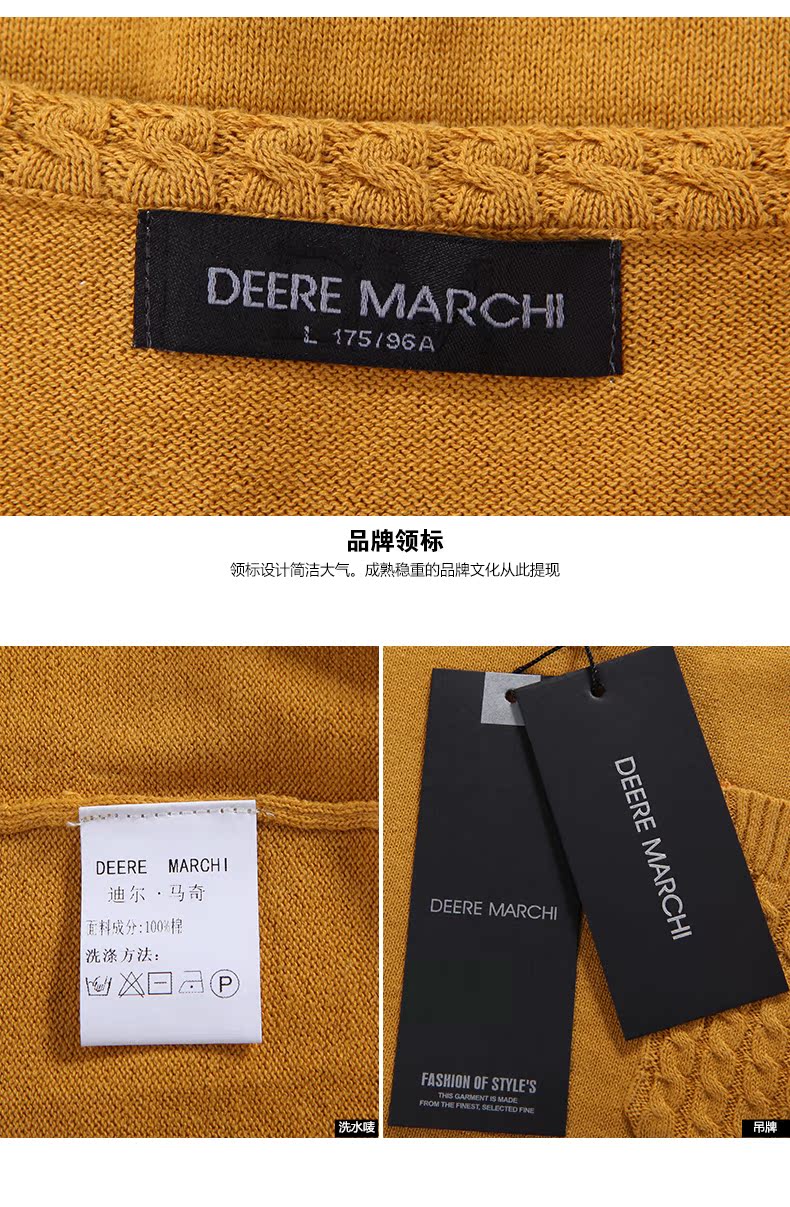 DEERE MARCHI
L 175/96A
品牌领标
领标设计简洁大气。成熟稳重的品牌文化从此提现
DEERE MARCHI
迪尔·马奇
面料成分:100%棉
洗涤方法:
P
洗水唛
DEERE MARCHI
FASHION OF STYLE'S
THIS GARMENT IS MADE
FROM THE FINEST, SELECTED FINE
DEERE MARCHI
吊牌